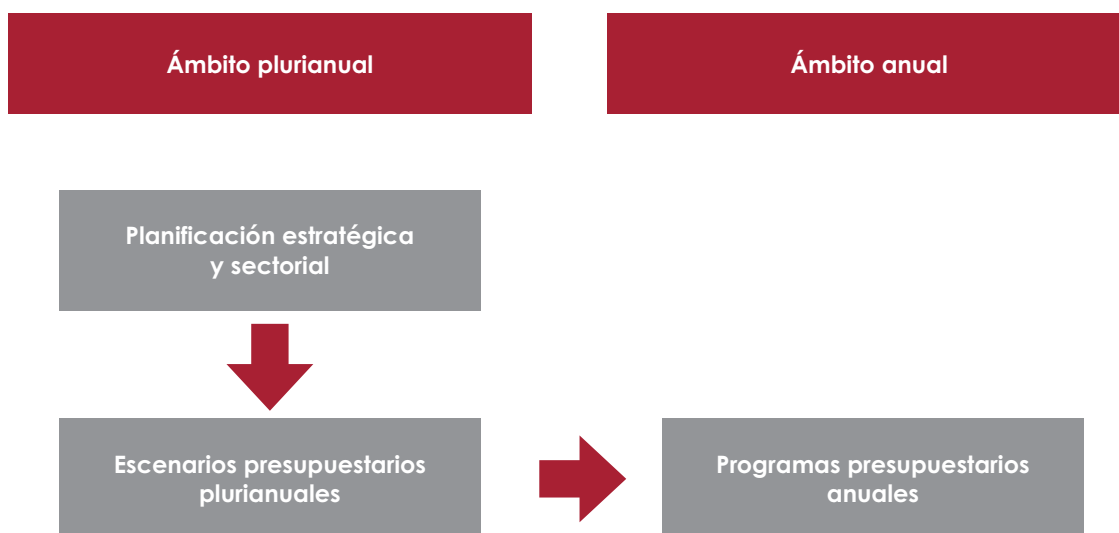 Ámbito plurianual
Ámbito anual
Planificación estratégica
y sectorial
Escenarios presupuestarios
plurianuales
Programas presupuestarios
anuales